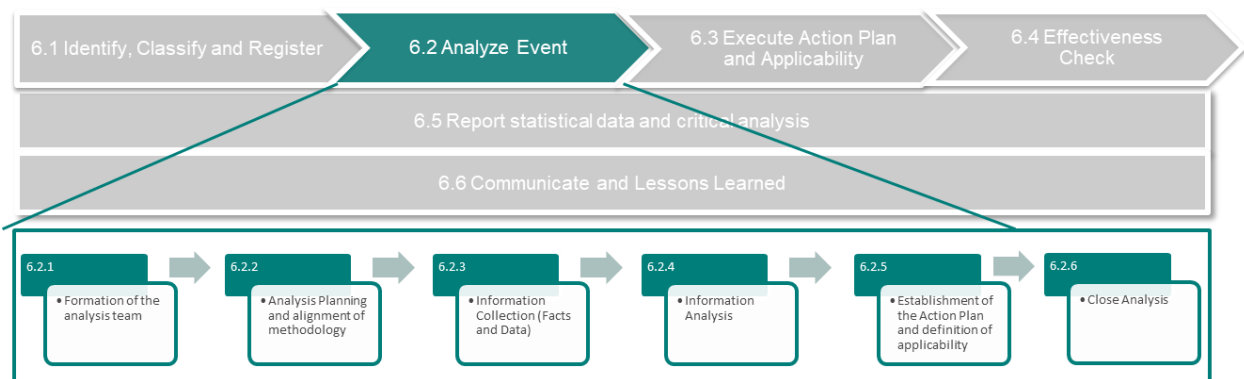 6.1 Identify, Classify and Register
6.2 Analyze Event
6.3 Execute Action Plan
and Applicability
6.4 Effectiveness
Check
6.5 Report statistical data and critical analysis
6.6 Communicate and Lessons Learned
6.2.1
• Formation of the
analysis team
6.2.2
• Analysis Planning
and alignment of
methodology
6.2.3
• Information
Collection (Facts
and Data)
6.2.4
• Information
Analysis
6.2.5
• Establishment of
the Action Plan
and definition of
applicability
6.2.6
• Close Analysis